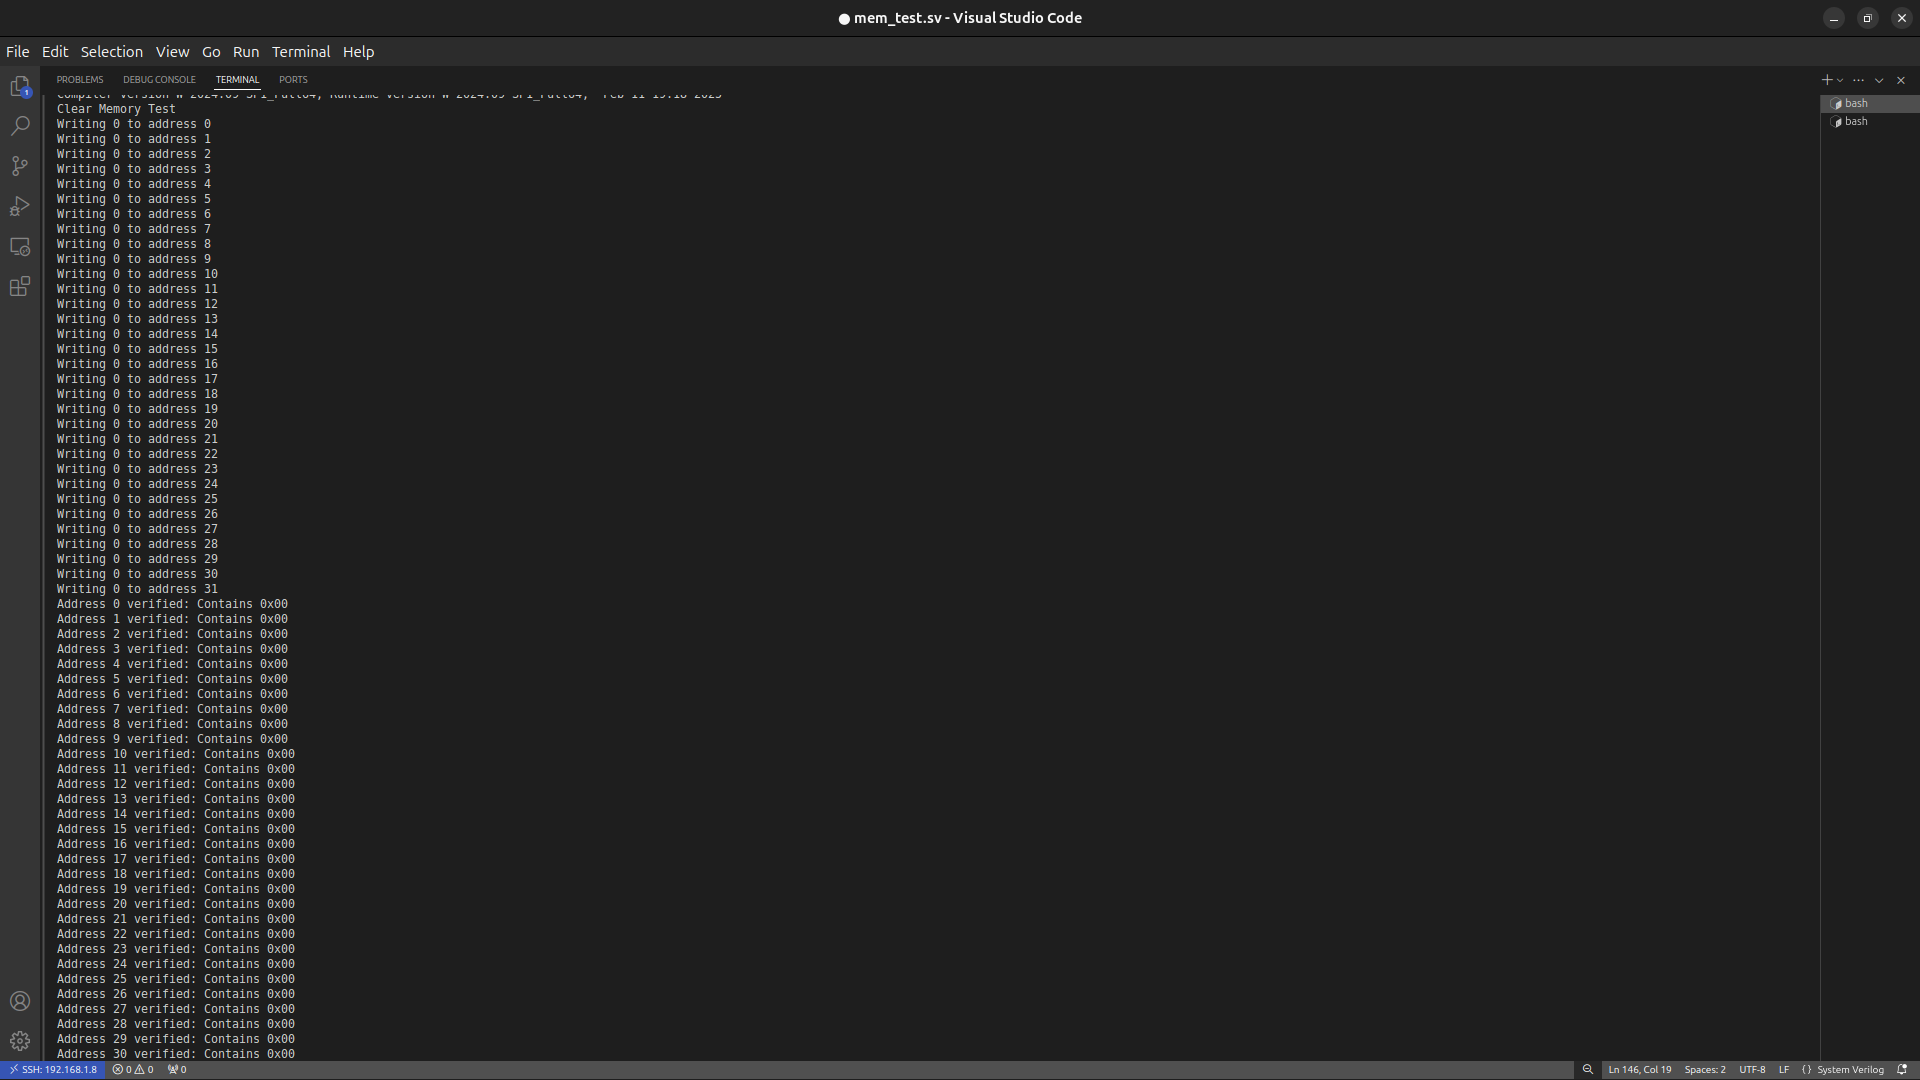 ● mem_test.sv - Visual Studio Code
File Edit Selection View Go Run Terminal Help
PROBLEMS DEBUG CONSOLE TERMINAL PORTS
1
bash
bash
Clear Memory Test
Writing 0 to address 0
Writing 0 to address 1
Writing 0 to address 2
Writing 0 to address 3
Writing 0 to address 4
Writing 0 to address 5
Writing 0 to address 6
Writing 0 to address 7
Writing 0 to address 8
Writing 0 to address 9
Writing 0 to address 10
Writing 0 to address 11
Writing 0 to address 12
Writing 0 to address 13
Writing 0 to address 14
Writing 0 to address 15
Writing 0 to address 16
Writing 0 to address 17
Writing 0 to address 18
Writing 0 to address 19
Writing 0 to address 20
Writing 0 to address 21
Writing 0 to address 22
Writing 0 to address 23
Writing 0 to address 24
Writing 0 to address 25
Writing 0 to address 26
Writing 0 to address 27
Writing 0 to address 28
Writing 0 to address 29
Writing 0 to address 30
Writing 0 to address 31
Address 0 verified: Contains 0x00
Address 1 verified: Contains 0x00
Address 2 verified: Contains 0x00
Address 3 verified: Contains 0x00
Address 4 verified: Contains 0x00
Address 5 verified: Contains 0x00
Address 6 verified: Contains 0x00
Address 7 verified: Contains 0x00
Address 8 verified: Contains 0x00
Address 9 verified: Contains 0x00
Address 10 verified: Contains 0x00
Address 11 verified: Contains 0x00
Address 12 verified: Contains 0x00
Address 13 verified: Contains 0x00
Address 14 verified: Contains 0x00
Address 15 verified: Contains 0x00
Address 16 verified: Contains 0x00
Address 17 verified: Contains 0x00
Address 18 verified: Contains 0x00
Address 19 verified: Contains 0x00
Address 20 verified: Contains 0x00
Address 21 verified: Contains 0x00
Address 22 verified: Contains 0x00
Address 23 verified: Contains 0x00
Address 24 verified: Contains 0x00
Address 25 verified: Contains 0x00
Address 26 verified: Contains 0x00
Address 27 verified: Contains 0x00
Address 28 verified: Contains 0x00
Address 29 verified: Contains 0x00
Address 30 verified: Contains 0x00
SSH: 192.168.1.8 0 0 0 Ln 146, Col 19 Spaces: 2 UTF-8 LF {} System Verilog